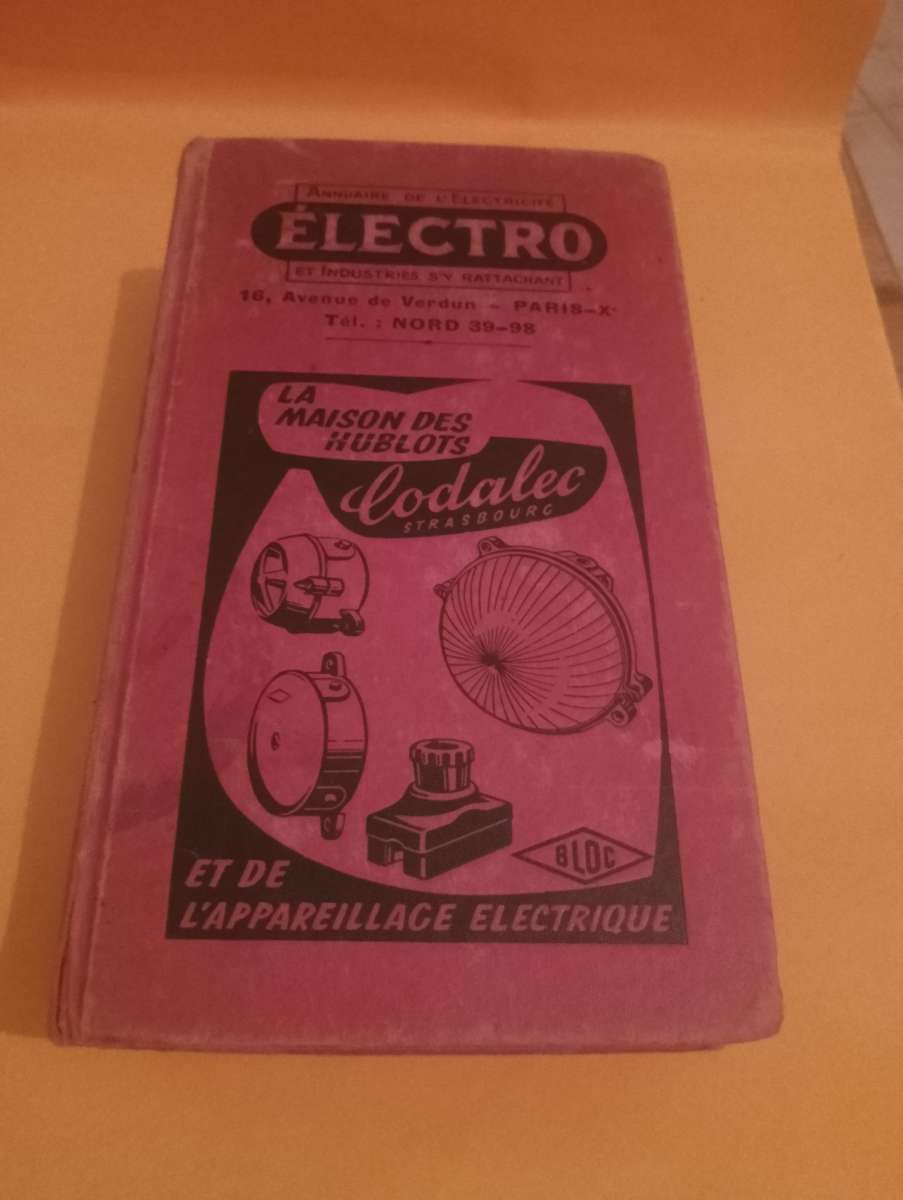 ANNUAIRE DE L'ÉLECTRICITÉ
ÉLECTRO
ET INDUSTRIES S'Y RATTACHANT
16, Avenue de Verdun - PARIS-Xe
Tél. : NORD 39-98
LA
MAISON DES
HUBLOTS
Codalec
STRASBOURG
BLOC
ET DE
L'APPAREILLAGE ELECTRIQUE